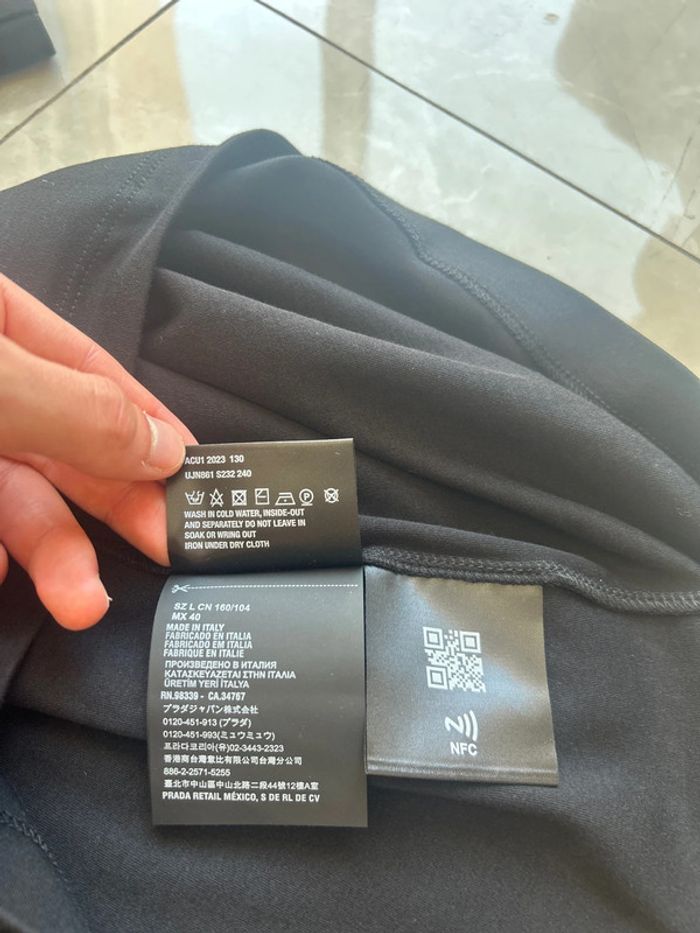 ACU1 2023 130
UJN861 S232 240
WASH IN COLD WATER, INSIDE-OUT
AND SEPARATELY DO NOT LEAVE IN
SOAK OR WRING OUT
IRON UNDER DRY CLOTH
SZ L CN 160/104
MX 40
MADE IN ITALY
FABRICADO EN ITALIA
FABRICADO EM ITALIA
FABRIQUE EN ITALIE
ПРОИЗВЕДЕНО В ИТАЛИЯ
ΚΑΤΑΣΚΕΥΑΖΕΤΑΙ ΣΤΗΝ ΙΤΑΛΙΑ
ÜRETİM YERİ İTALYA
RN.98339 - CA.34767
プラダジャパン株式会社
0120-451-913 (プラダ)
0120-451-993(ミュウミュウ)
프라다코리아(유)02-3443-2323
香港商台灣意比有限公司台灣分公司
886-2-2571-5255
臺北市中山區中山北路二段44號12樓A室
PRADA RETAIL MÉXICO, S DE RL DE CV
NFC